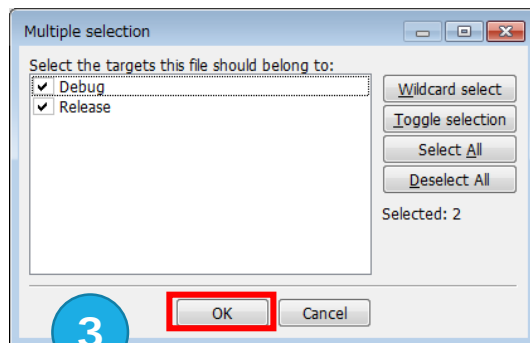 Multiple selection
Select the targets this file should belong to:
Debug
Release
Wildcard select
Toggle selection
Select All
Deselect All
Selected: 2
OK
Cancel
3